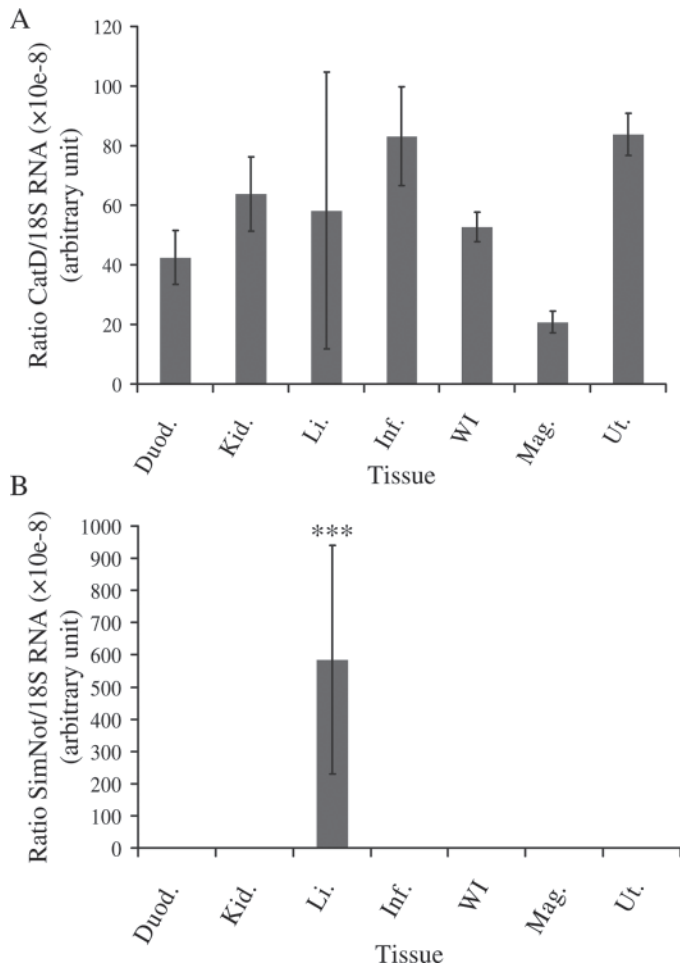 A
Ratio CatD/18S RNA (×10e-8)
(arbitrary unit)
120
100
80
60
40
20
0
Duod.
Kid.
Li.
Inf.
WI
Mag.
Ut.
Tissue
B
Ratio SimNot/18S RNA (×10e-8)
(arbitrary unit)
1000
900
800
700
600
500
400
300
200
100
0
***
Duod.
Kid.
Li.
Inf.
WI
Mag.
Ut.
Tissue